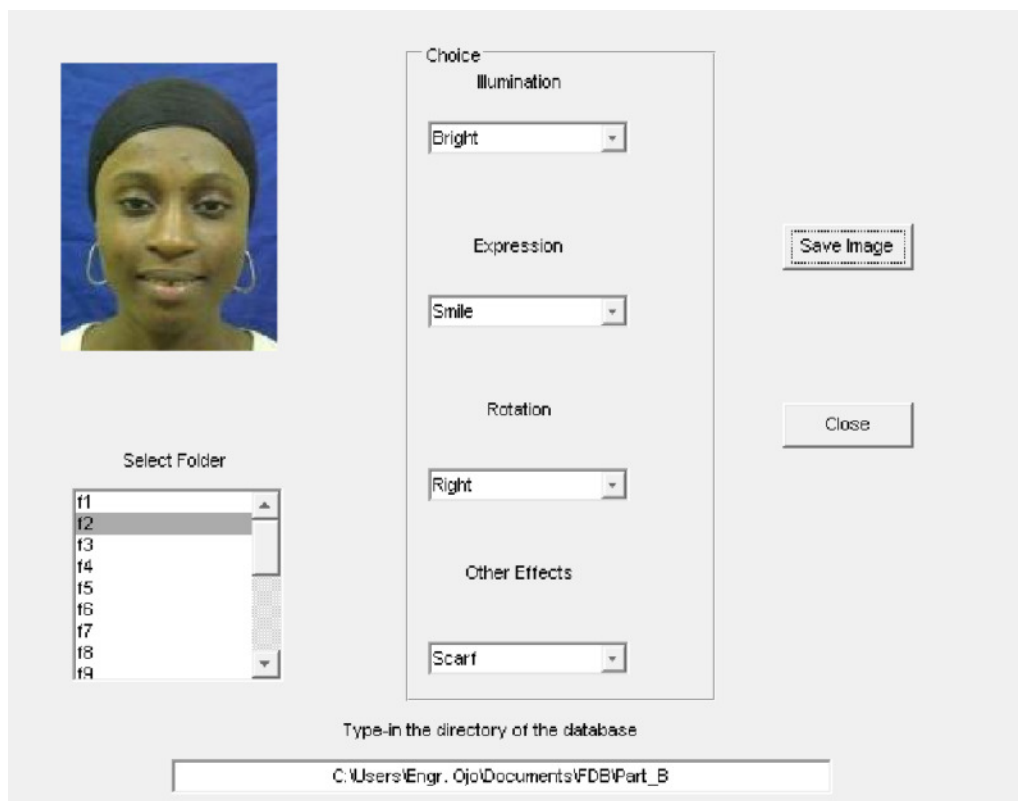 Choice
Illumination
Bright
Expression
Smile
Save Image
Rotation
Close
Select Folder
Right
f1
f2
f3
f4
f5
f6
f7
f8
f9
Other Effects
Scarf
Type-in the directory of the database
C:\Users\Engr. Ojo\Documents\FDB\Part_B